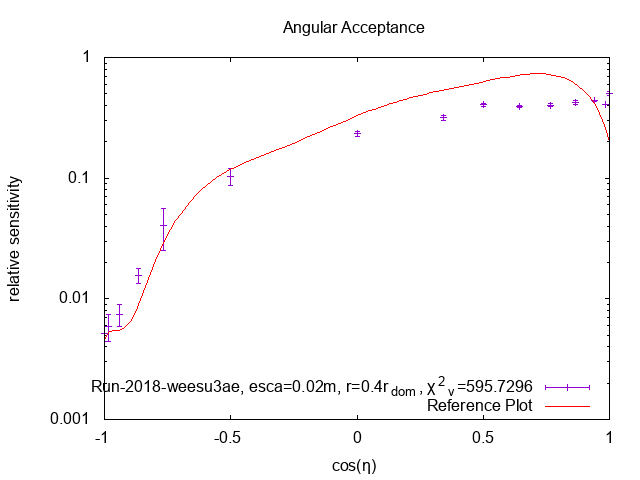 Angular Acceptance
1
0.1
0.01
0.001
relative sensitivity
Run-2018-weesu3ae, esca=0.02m, r=0.4r_dom, χ²_ν=595.7296
Reference Plot
-1 -0.5 0 0.5 1
cos(η)